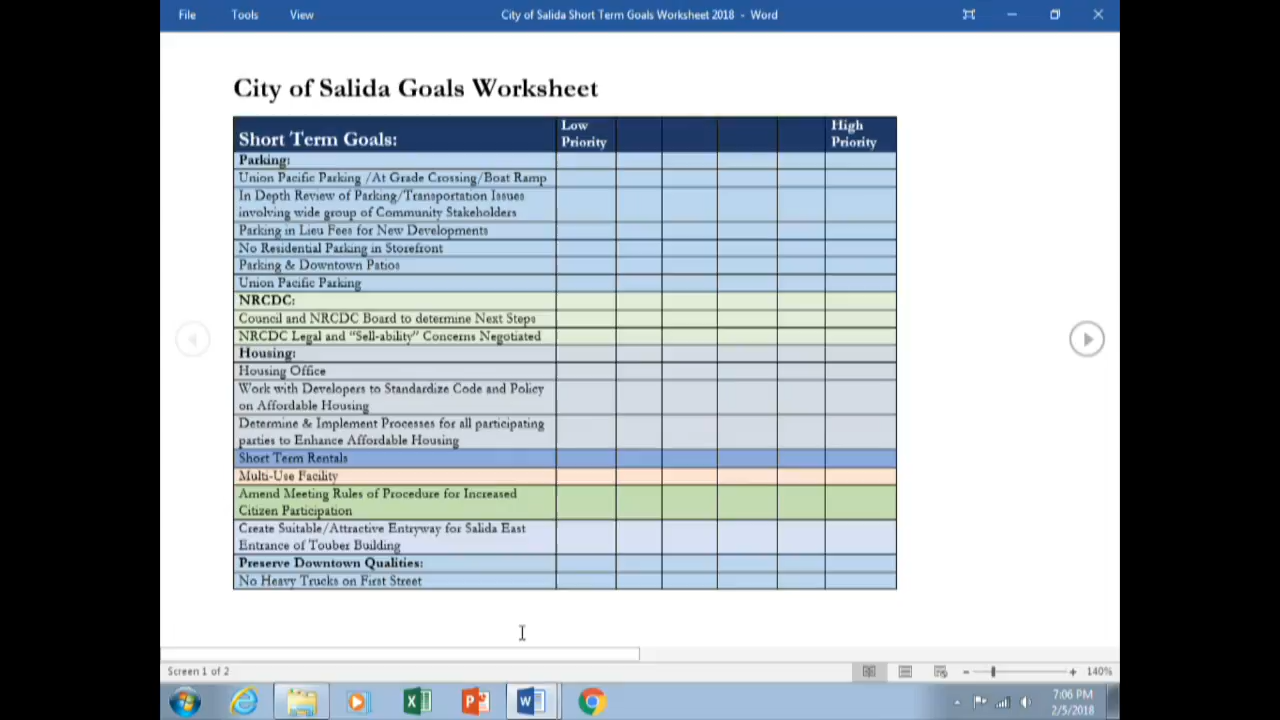 File Tools View City of Salida Short Term Goals Worksheet 2018 - Word
City of Salida Goals Worksheet
Short Term Goals:
Low
Priority
High
Priority
Parking:
Union Pacific Parking /At Grade Crossing/Boat Ramp
In Depth Review of Parking/Transportation Issues
involving wide group of Community Stakeholders
Parking in Lieu Fees for New Developments
No Residential Parking in Storefront
Parking & Downtown Patios
Union Pacific Parking
NRCDC:
Council and NRCDC Board to determine Next Steps
NRCDC Legal and “Sell-ability” Concerns Negotiated
Housing:
Housing Office
Work with Developers to Standardize Code and Policy
on Affordable Housing
Determine & Implement Processes for all participating
parties to Enhance Affordable Housing
Short Term Rentals
Multi-Use Facility
Amend Meeting Rules of Procedure for Increased
Citizen Participation
Create Suitable/Attractive Entryway for Salida East
Entrance of Touber Building
Preserve Downtown Qualities:
No Heavy Trucks on First Street
Screen 1 of 2
140%
7:06 PM
2/5/2018